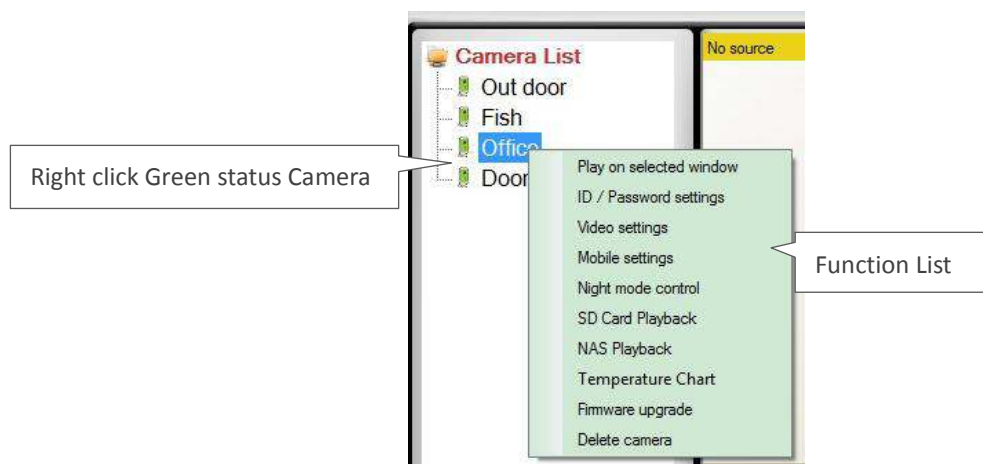 No source
Camera List
Out door
Fish
Office
Door
Right click Green status Camera
Play on selected window
ID / Password settings
Video settings
Mobile settings
Night mode control
SD Card Playback
NAS Playback
Temperature Chart
Firmware upgrade
Delete camera
Function List